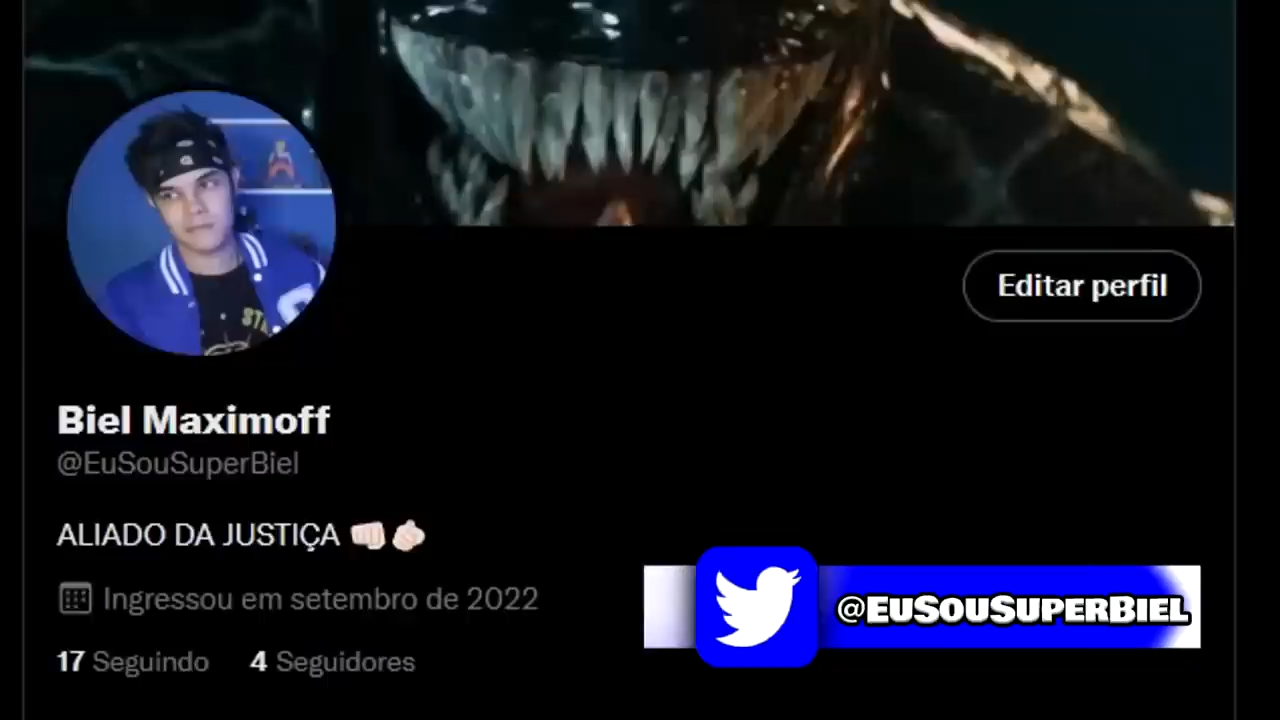 Editar perfil
Biel Maximoff
@EuSouSuperBiel
ALIADO DA JUSTIÇA 👊🏻👍🏻
Ingressou em setembro de 2022
17 Seguindo 4 Seguidores
@EUSOUSUPERBIEL